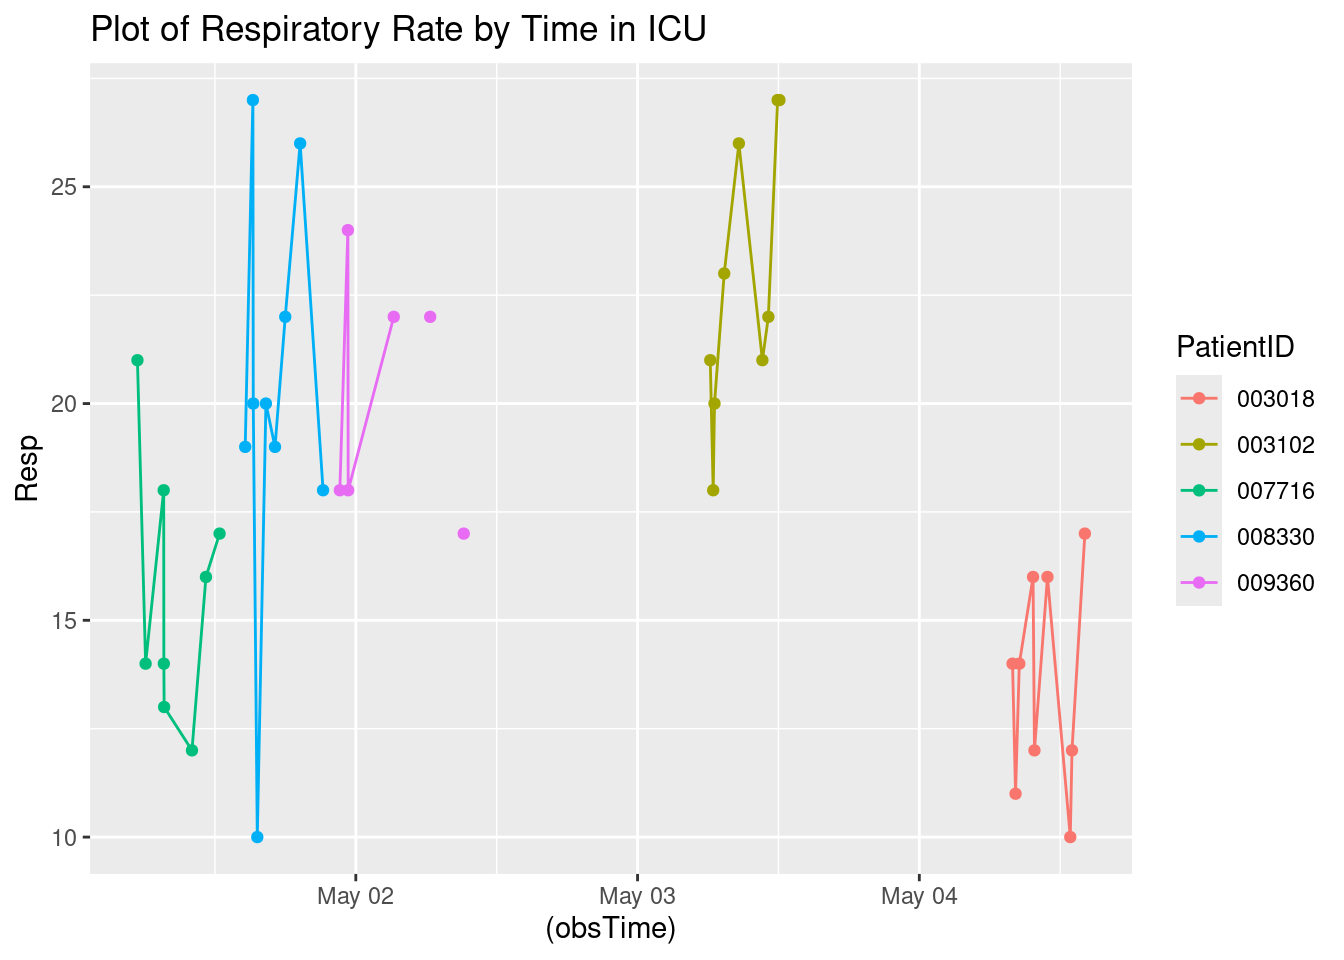 Plot of Respiratory Rate by Time in ICU
Resp
25
20
15
10
May 02
May 03
May 04
(obsTime)
PatientID
003018
003102
007716
008330
009360